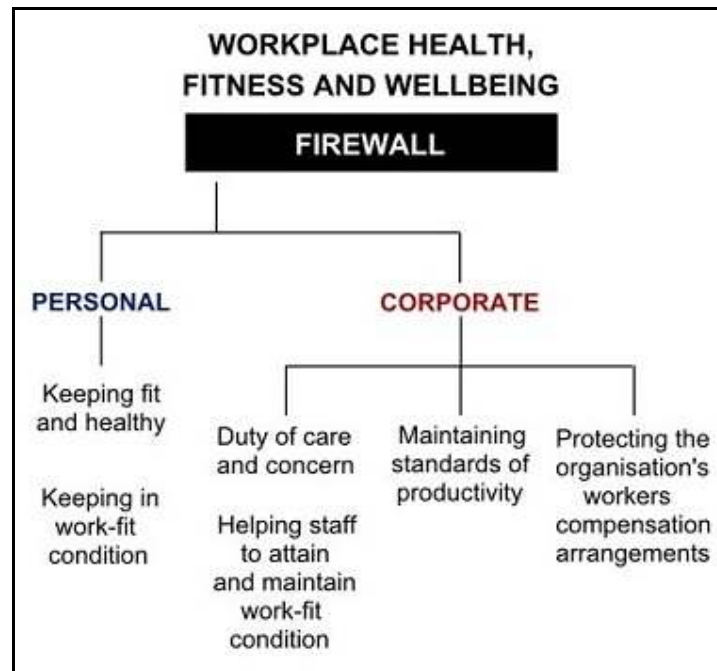 WORKPLACE HEALTH,
FITNESS AND WELLBEING
FIREWALL
PERSONAL
Keeping fit
and healthy
Keeping in
work-fit
condition
CORPORATE
Duty of care
and concern
Helping staff
to attain
and maintain
work-fit
condition
Maintaining
standards of
productivity
Protecting the
organisation's
workers
compensation
arrangements